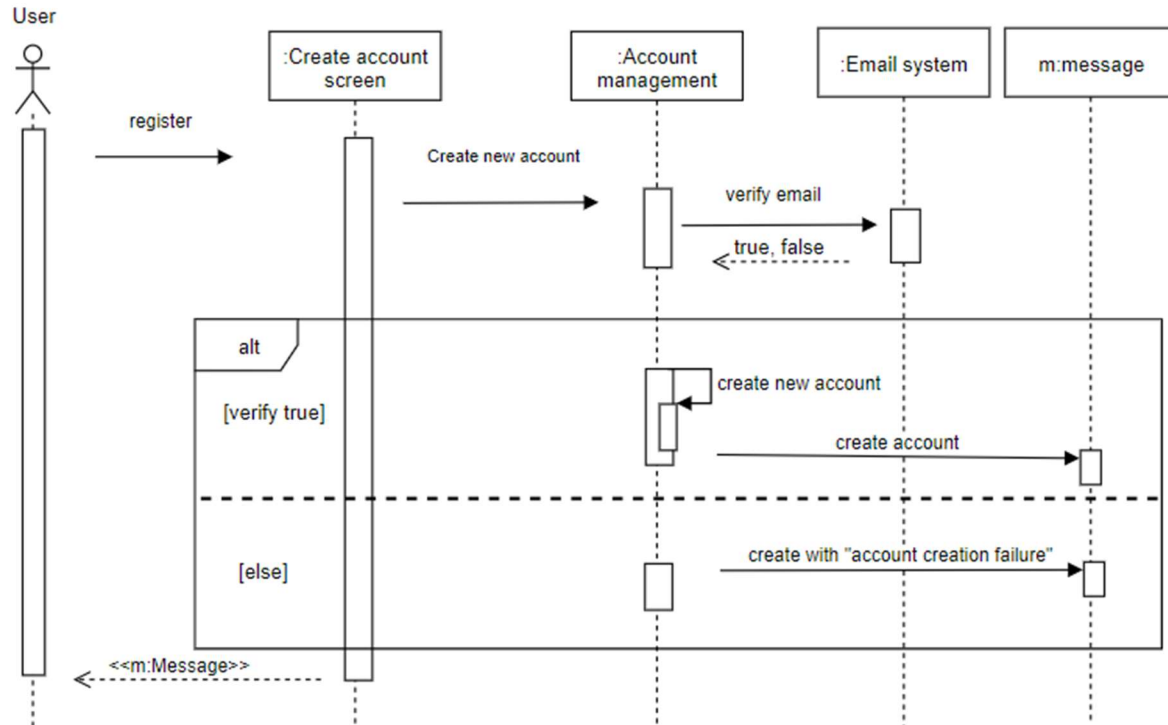 User
:Create account
screen
:Account
management
:Email system
m:message
register
Create new account
verify email
true, false
alt
create new account
[verify true]
create account
create with "account creation failure"
[else]
<<m:Message>>